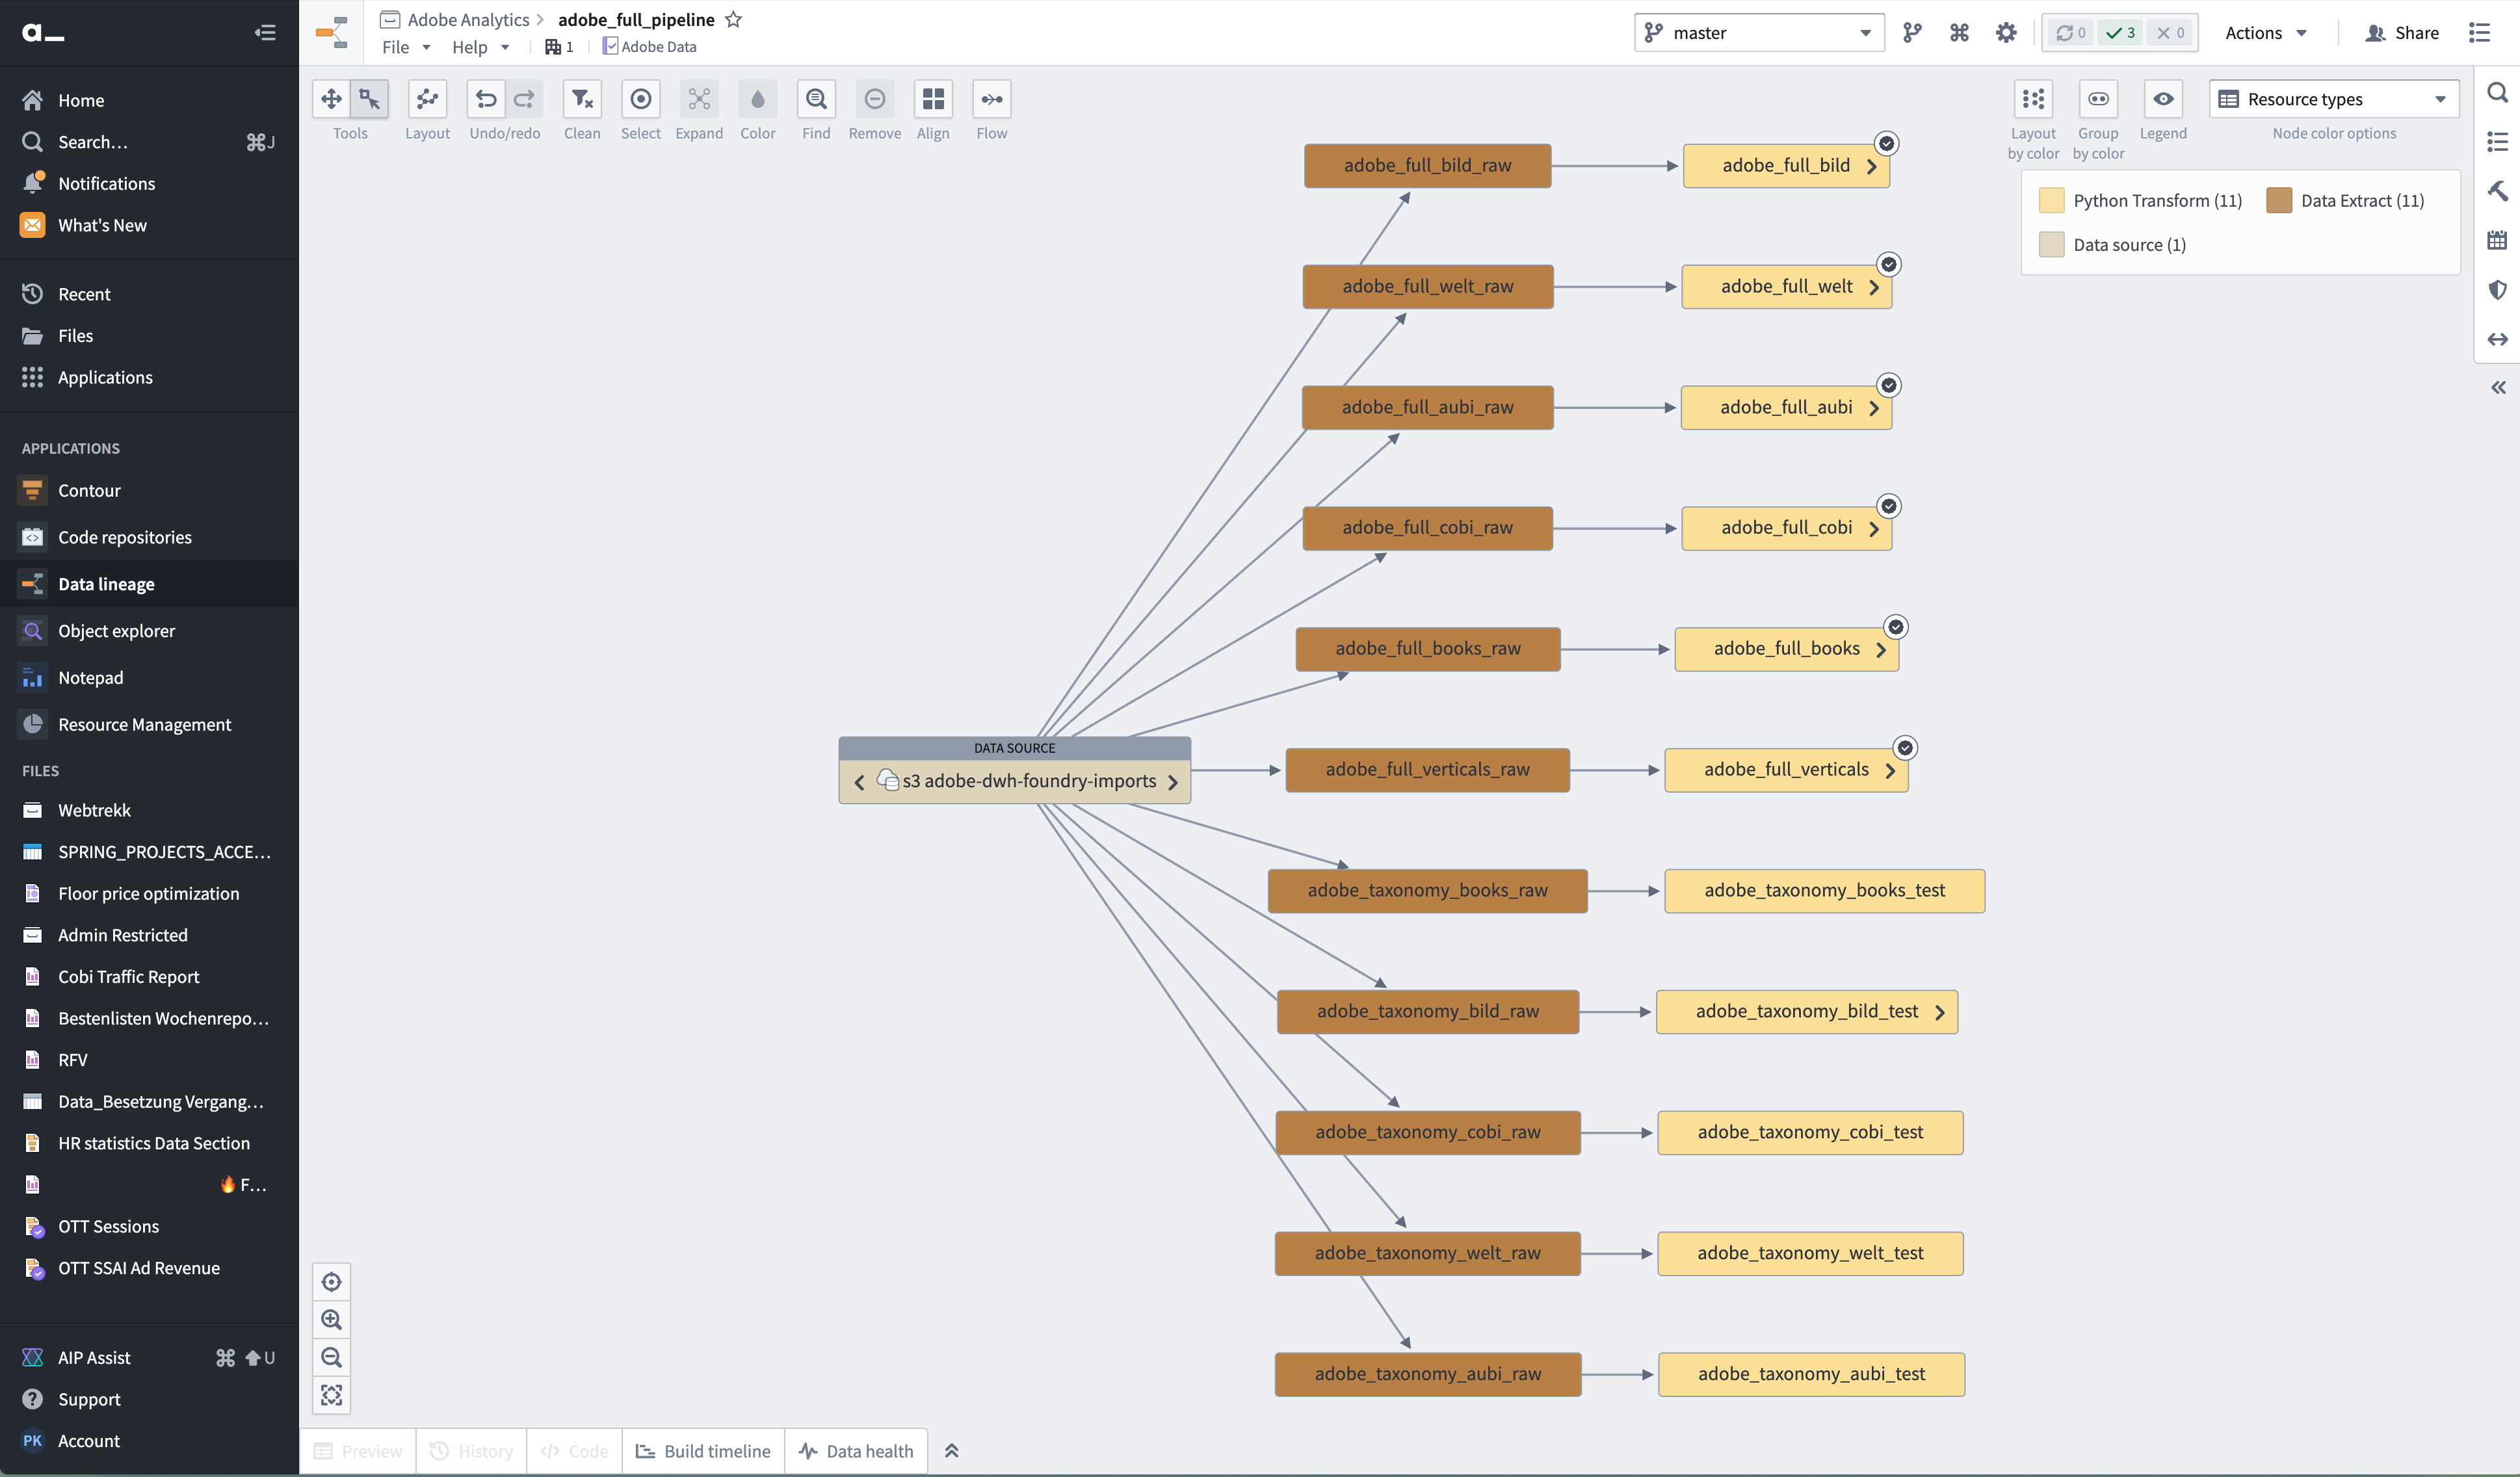 a_
Home
Search…
⌘J
Notifications
What's New
Recent
Files
Applications
APPLICATIONS
Contour
Code repositories
Data lineage
Object explorer
Notepad
Resource Management
FILES
Webtrekk
SPRING_PROJECTS_ACCE…
Floor price optimization
Admin Restricted
Cobi Traffic Report
Bestenlisten Wochenrepo…
RFV
Data_Besetzung Vergang…
HR statistics Data Section
🔥 F…
OTT Sessions
OTT SSAI Ad Revenue
AIP Assist
⌘ ⬆ U
Support
PK Account
Adobe Analytics > adobe_full_pipeline
File Help 1 Adobe Data
master
0 3 0
Actions
Share
Tools
Layout
Undo/redo
Clean
Select
Expand
Color
Find
Remove
Align
Flow
Layout by color
Group by color
Legend
Resource types
Node color options
Python Transform (11)
Data Extract (11)
Data source (1)
adobe_full_bild_raw
adobe_full_bild
adobe_full_welt_raw
adobe_full_welt
adobe_full_aubi_raw
adobe_full_aubi
adobe_full_cobi_raw
adobe_full_cobi
adobe_full_books_raw
adobe_full_books
DATA SOURCE
s3 adobe-dwh-foundry-imports
adobe_full_verticals_raw
adobe_full_verticals
adobe_taxonomy_books_raw
adobe_taxonomy_books_test
adobe_taxonomy_bild_raw
adobe_taxonomy_bild_test
adobe_taxonomy_cobi_raw
adobe_taxonomy_cobi_test
adobe_taxonomy_welt_raw
adobe_taxonomy_welt_test
adobe_taxonomy_aubi_raw
adobe_taxonomy_aubi_test
Preview
History
Code
Build timeline
Data health